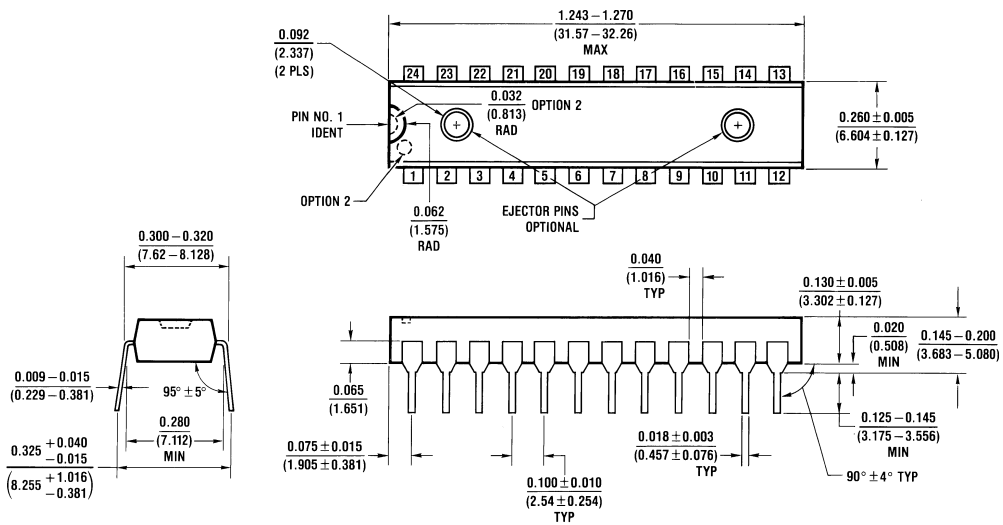 1.243 – 1.270
(31.57 – 32.26)
MAX
0.092
(2.337)
(2 PLS)
24 23 22 21 20 19 18 17 16 15 14 13
PIN NO. 1
IDENT
0.032
(0.813)
RAD
OPTION 2
0.260 ± 0.005
(6.604 ± 0.127)
1 2 3 4 5 6 7 8 9 10 11 12
OPTION 2
0.062
(1.575)
RAD
EJECTOR PINS
OPTIONAL
0.300 – 0.320
(7.62 – 8.128)
0.040
(1.016)
TYP
0.130 ± 0.005
(3.302 ± 0.127)
0.020
(0.508)
MIN
0.145 – 0.200
(3.683 – 5.080)
0.009 – 0.015
(0.229 – 0.381)
95° ± 5°
0.280
(7.112)
MIN
0.325 +0.040 −0.015
(8.255 +1.016 −0.381)
0.065
(1.651)
0.075 ± 0.015
(1.905 ± 0.381)
0.100 ± 0.010
(2.54 ± 0.254)
TYP
0.018 ± 0.003
(0.457 ± 0.076)
TYP
0.125 – 0.145
(3.175 – 3.556)
MIN
90° ± 4° TYP